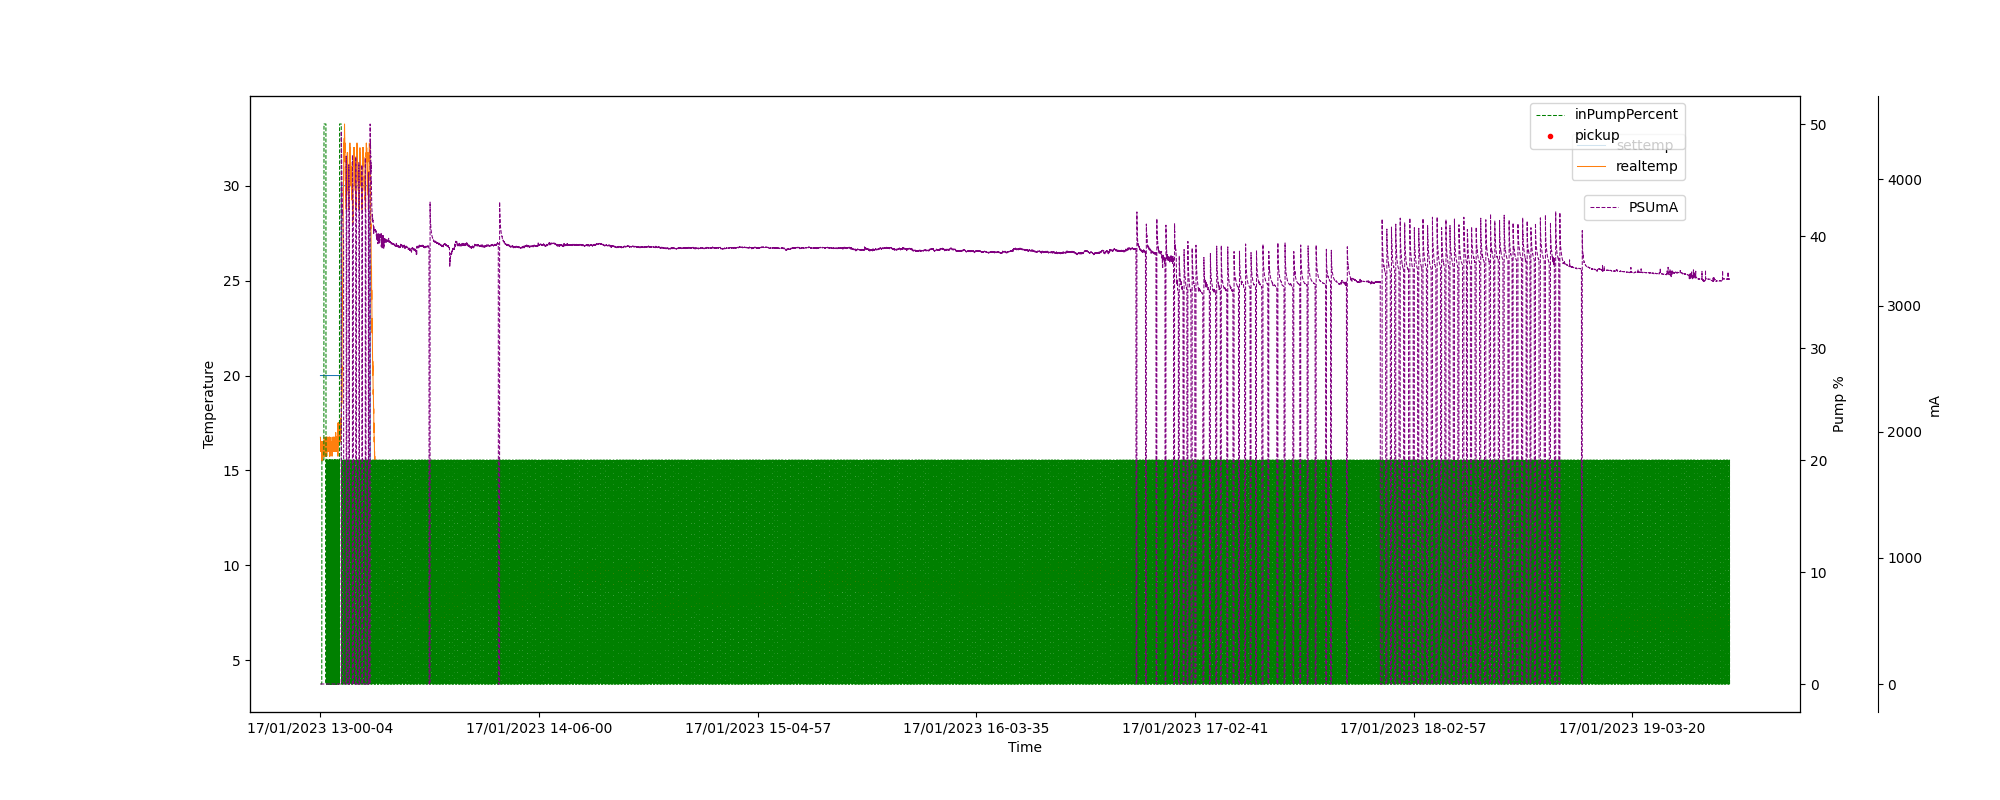 inPumpPercent
pickup
settemp
realtemp
PSUmA
30
25
20
15
10
5
Temperature
50
40
30
20
10
0
Pump %
4000
3000
2000
1000
0
mA
17/01/2023 13-00-04
17/01/2023 14-06-00
17/01/2023 15-04-57
17/01/2023 16-03-35
17/01/2023 17-02-41
17/01/2023 18-02-57
17/01/2023 19-03-20
Time